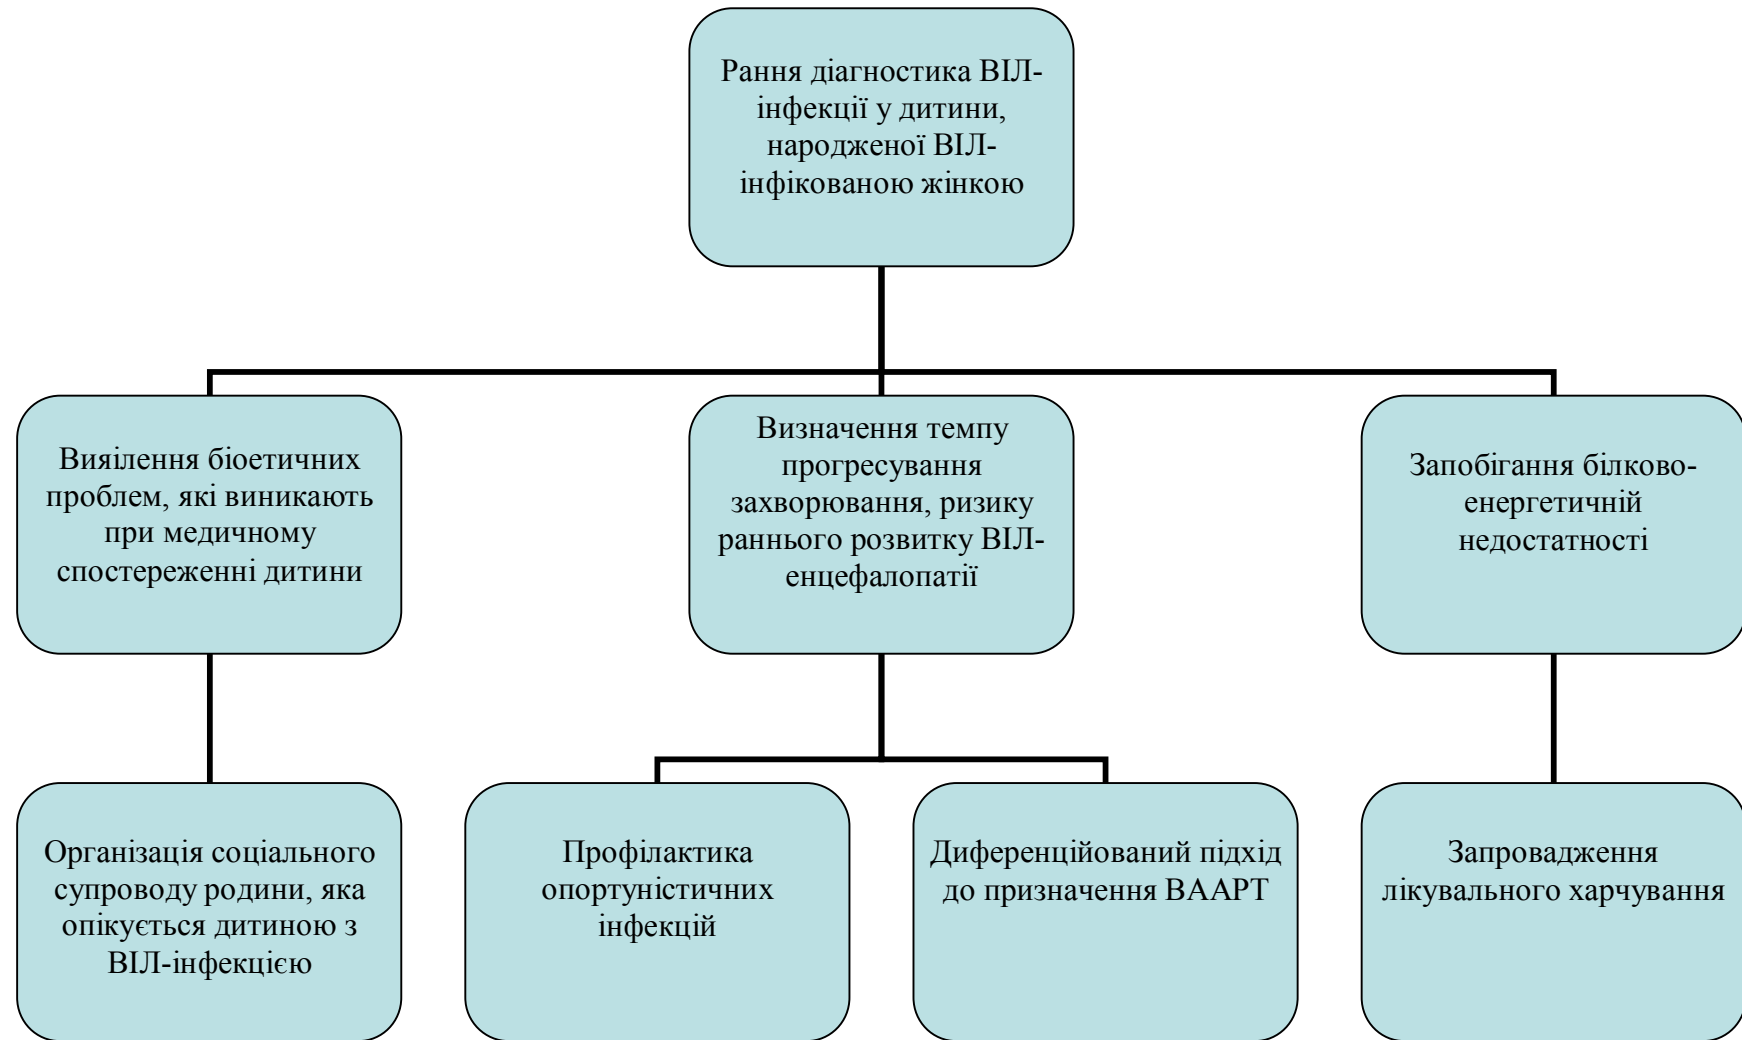 Рання діагностика ВІЛ-
інфекції у дитини,
народженої ВІЛ-
інфікованою жінкою
Вияілення біоетичних
проблем, які виникають
при медичному
спостереженні дитини
Визначення темпу
прогресування
захворювання, ризику
раннього розвитку ВІЛ-
енцефалопатії
Запобігання білково-
енергетичній
недостатності
Організація соціального
супроводу родини, яка
опікується дитиною з
ВІЛ-інфекцією
Профілактика
опортуністичних
інфекцій
Диференційований підхід
до призначення ВААРТ
Запровадження
лікувального харчування